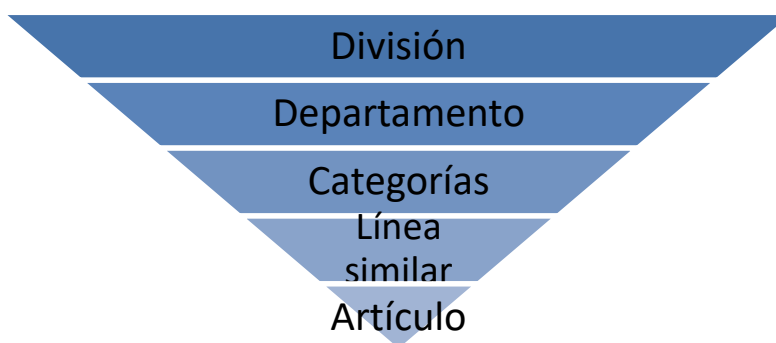 División
Departamento
Categorías
Línea
similar
Artículo